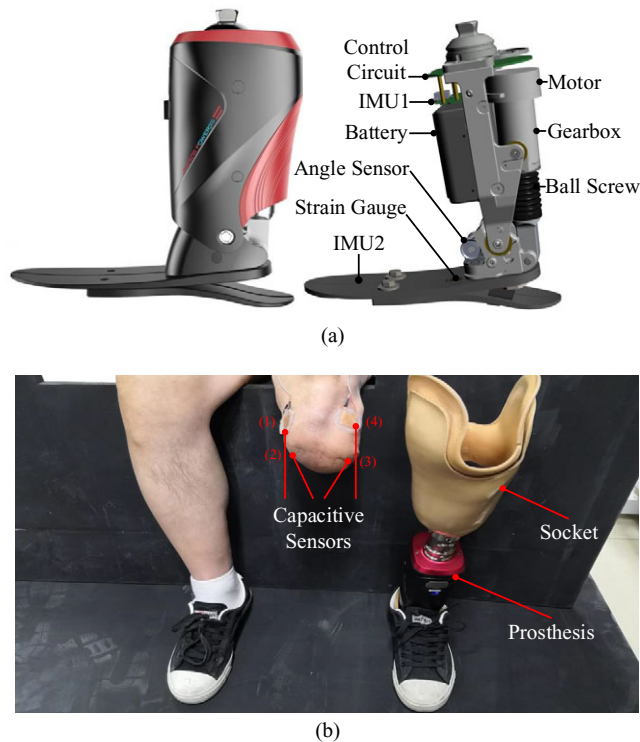 Control
Circuit
IMU1
Battery
Motor
Gearbox
Angle Sensor
Ball Screw
Strain Gauge
IMU2
(a)
(1)
(4)
(2)
(3)
Capacitive
Sensors
Socket
Prosthesis
(b)